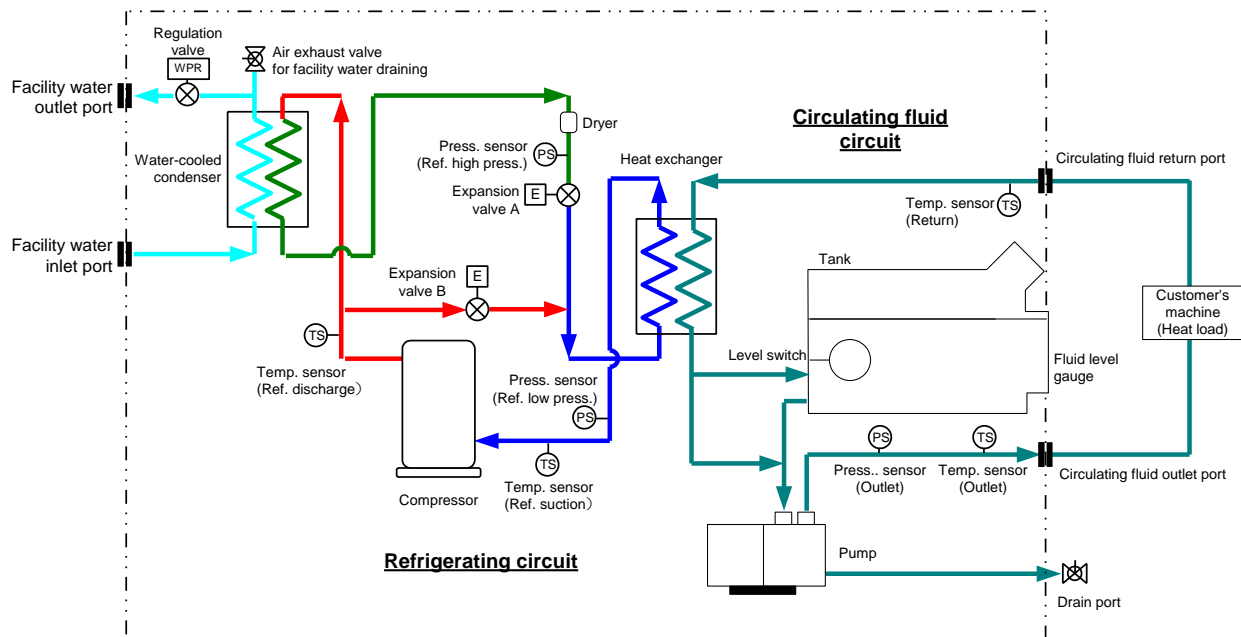 Regulation
valve
WPR
Air exhaust valve
for facility water draining
Facility water
outlet port
Water-cooled
condenser
Facility water
inlet port
Dryer
Press. sensor
(Ref. high press.)
PS
Expansion
valve A
E
Expansion
valve B
E
TS
Temp. sensor
(Ref. discharge)
Compressor
Press. sensor
(Ref. low press.)
PS
TS
Temp. sensor
(Ref. suction)
Refrigerating circuit
Heat exchanger
Circulating fluid
circuit
Circulating fluid return port
Temp. sensor
(Return)
TS
Tank
Level switch
Customer's
machine
(Heat load)
Fluid level
gauge
PS
TS
Press.. sensor
(Outlet)
Temp. sensor
(Outlet)
Circulating fluid outlet port
Pump
Drain port